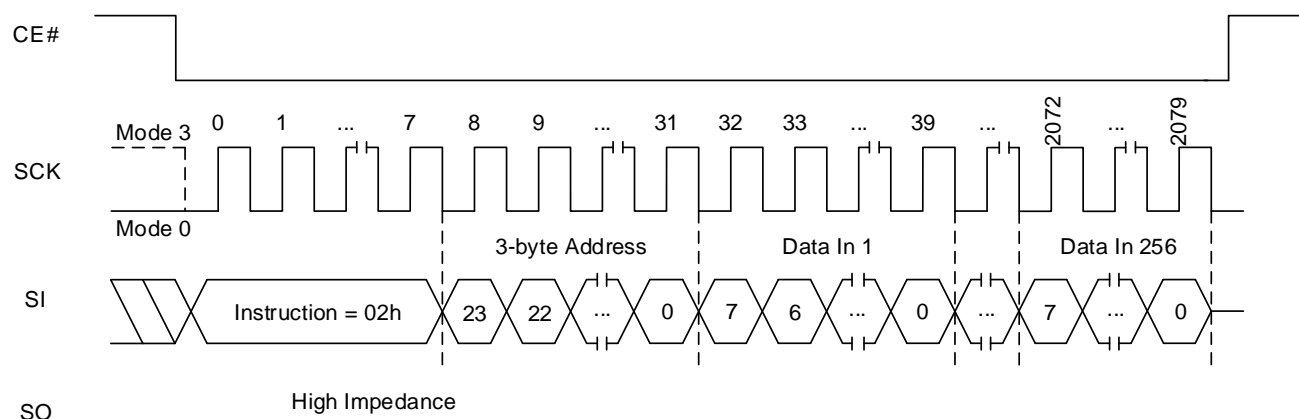 CE#
Mode 3
0 1 ... 7 8 9 ... 31 32 33 ... 39 ... 2072 ... 2079
SCK
Mode 0
3-byte Address Data In 1 Data In 256
SI
Instruction = 02h 23 22 ... 0 7 6 ... 0 ... 7 ... 0
High Impedance
SO